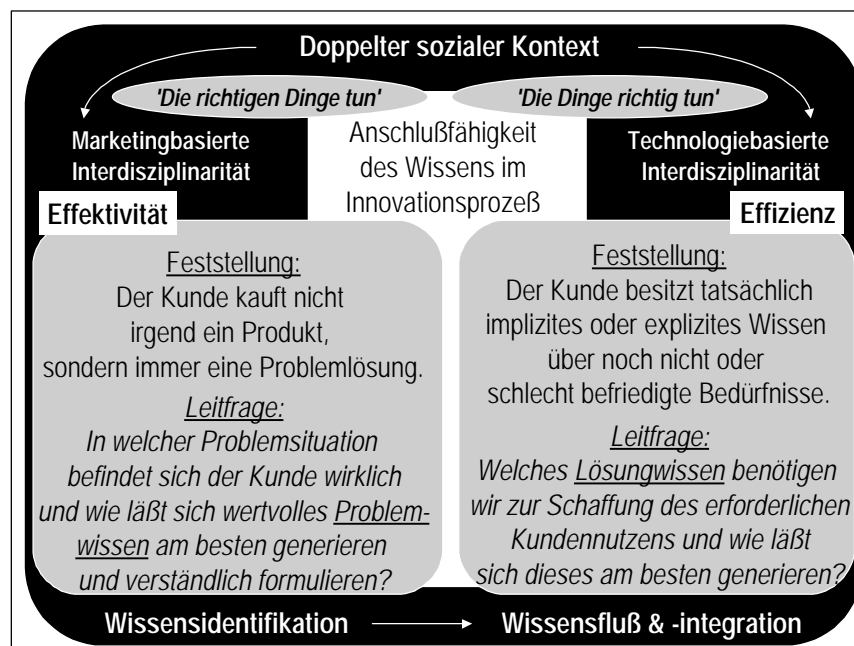 Doppelter sozialer Kontext
'Die richtigen Dinge tun'
'Die Dinge richtig tun'
Marketingbasierte
Interdisziplinarität
Anschlußfähigkeit
des Wissens im
Innovationsprozeß
Technologiebasierte
Interdisziplinarität
Effektivität
Effizienz
Feststellung:
Der Kunde kauft nicht
irgend ein Produkt,
sondern immer eine Problemlösung.
Leitfrage:
In welcher Problemsituation
befindet sich der Kunde wirklich
und wie läßt sich wertvolles Problem-
wissen am besten generieren
und verständlich formulieren?
Feststellung:
Der Kunde besitzt tatsächlich
implizites oder explizites Wissen
über noch nicht oder
schlecht befriedigte Bedürfnisse.
Leitfrage:
Welches Lösungwissen benötigen
wir zur Schaffung des erforderlichen
Kundennutzens und wie läßt
sich dieses am besten generieren?
Wissensidentifikation
Wissensfluß & -integration